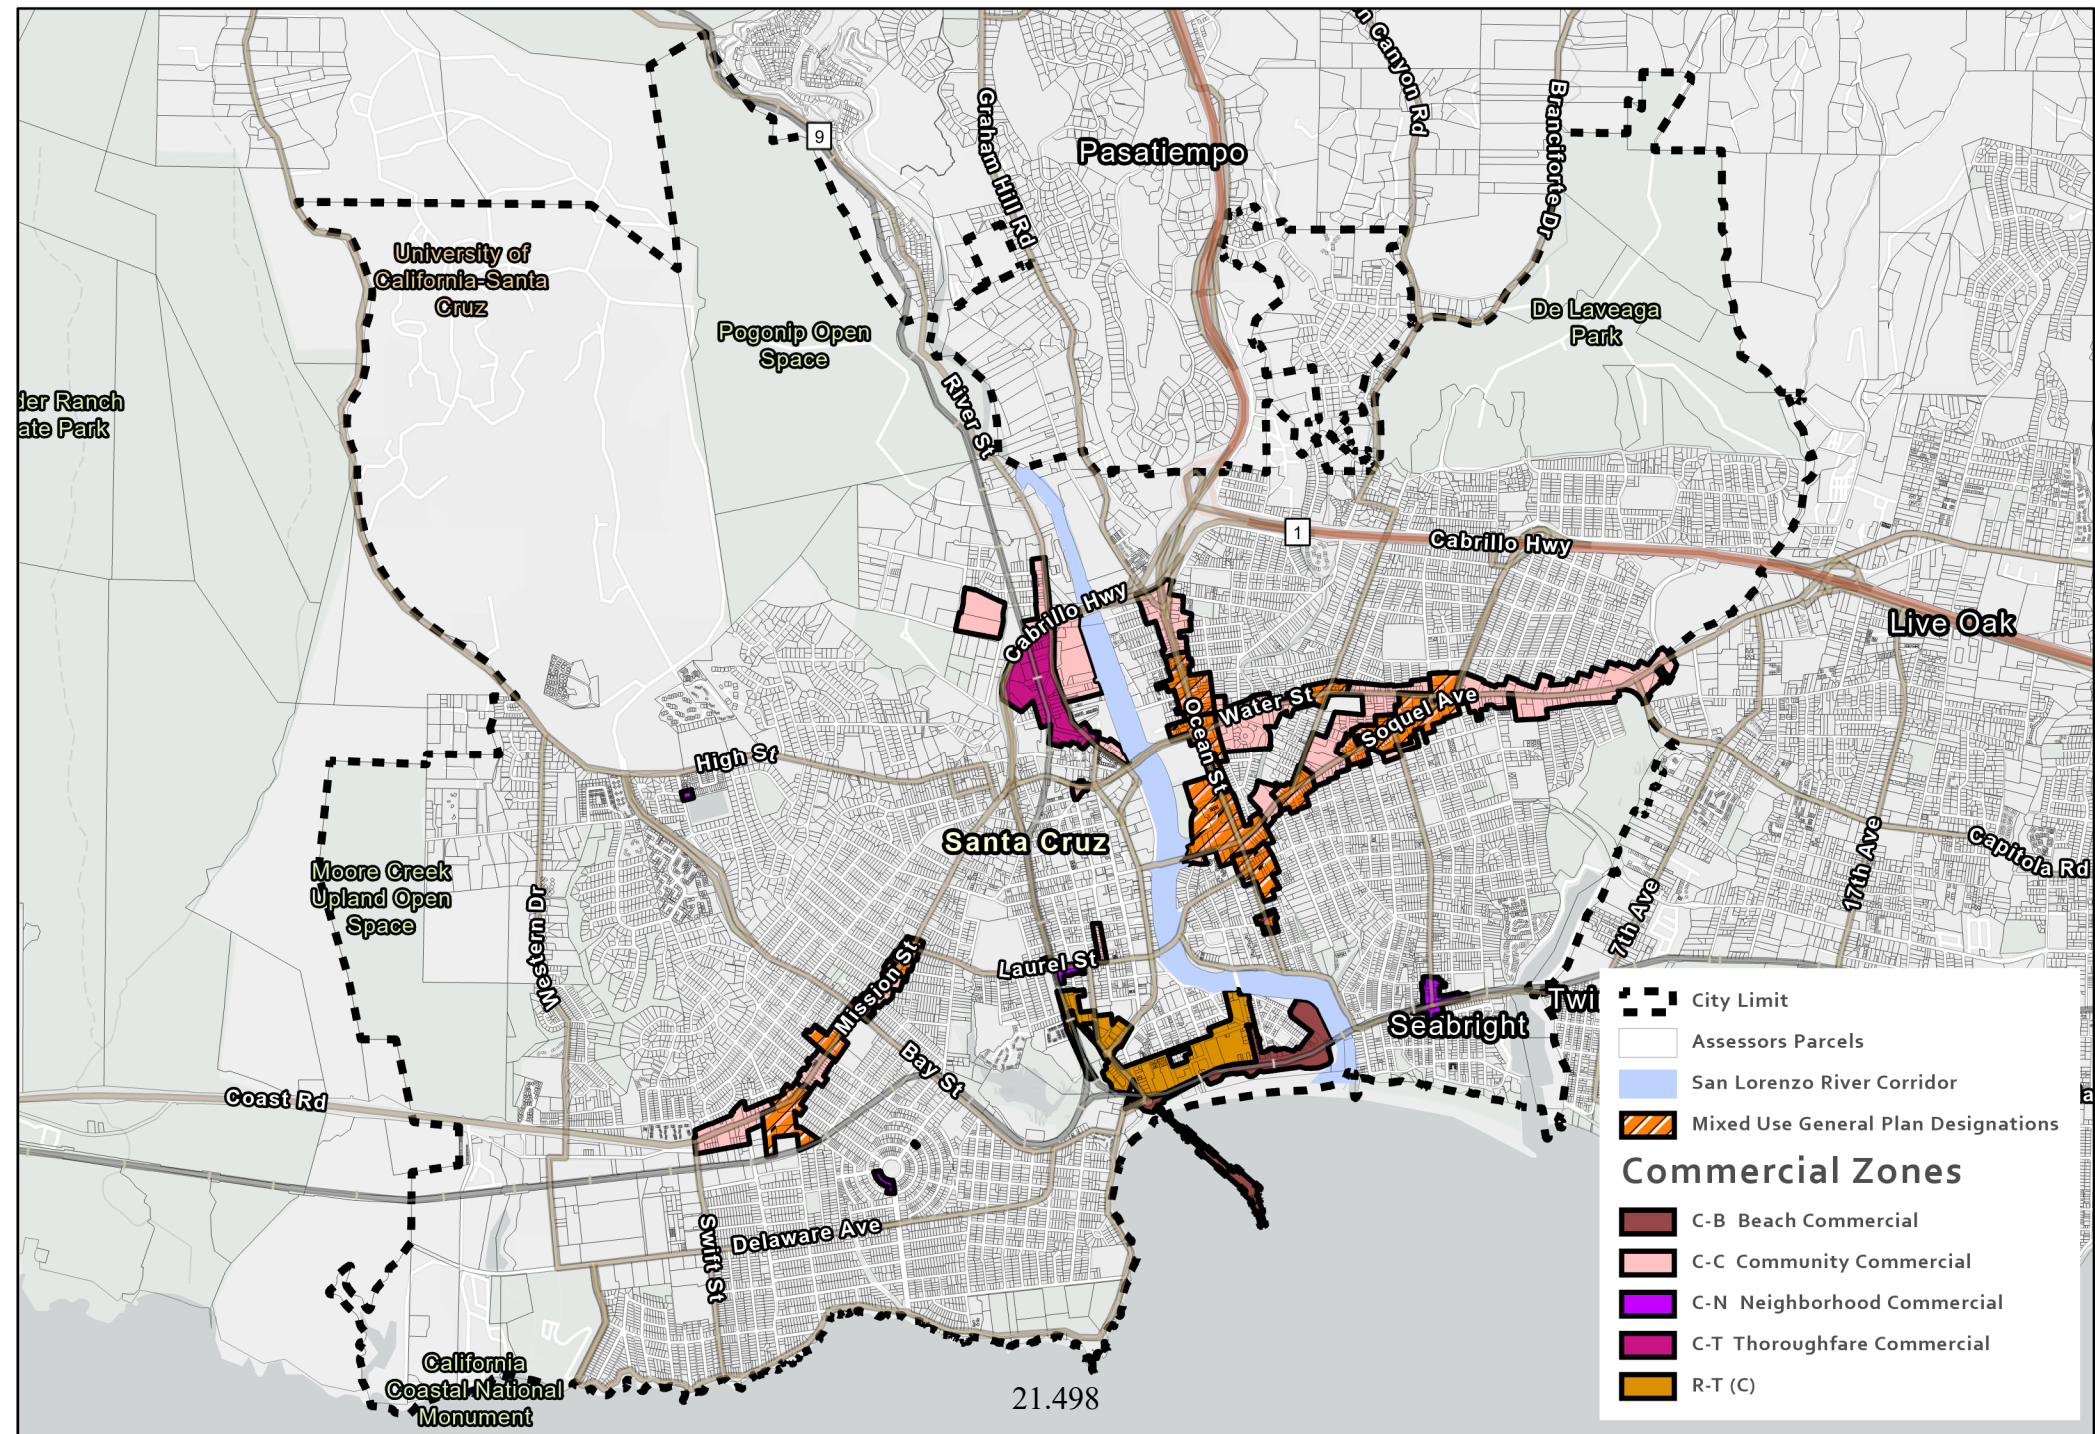 n Canyon Rd
Graham Hill Rd
Branciforte Dr
9
Pasatiempo
University of
California-Santa
Cruz
Pogonip Open
Space
De Laveaga
Park
der Ranch
ate Park
River St
1
Cabrillo Hwy
Cabrillo Hwy
Live Oak
Water St
Ocean St
Soquel Ave
High St
Santa Cruz
Capitola Rd
17th Ave
7th Ave
Moore Creek
Upland Open
Space
Western Dr
Mission St
Laurel St
Bay St
Seabright
Twi
Coast Rd
Swift St
Delaware Ave
California
Coastal National
Monument
21.498
City Limit
Assessors Parcels
San Lorenzo River Corridor
Mixed Use General Plan Designations
Commercial Zones
C-B Beach Commercial
C-C Community Commercial
C-N Neighborhood Commercial
C-T Thoroughfare Commercial
R-T (C)
a